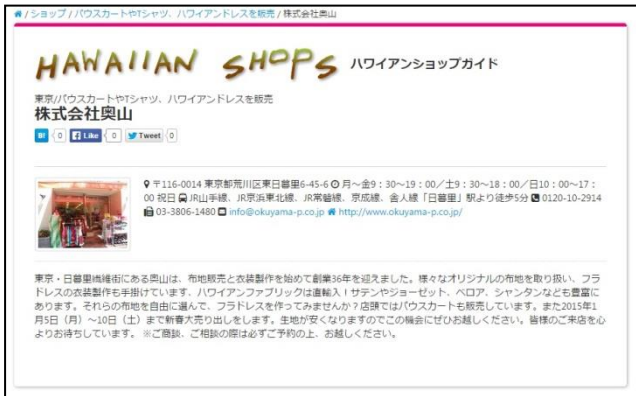 / ショップ / パウスカートやTシャツ、ハワイアンドレスを販売 / 株式会社奥山
HAWAIIAN SHOPS ハワイアンショップガイド
東京/パウスカートやTシャツ、ハワイアンドレスを販売
株式会社奥山
B! 0 Like 0 Tweet 0
〒116-0014 東京都荒川区東日暮里6-45-6 月～金9：30～19：00／土9：30～18：00／日10：00～17：
00 祝日 JR山手線、JR京浜東北線、JR常磐線、京成線、舎人線「日暮里」駅より徒歩5分 0120-10-2914
03-3806-1480 info@okuyama-p.co.jp http://www.okuyama-p.co.jp/
東京・日暮里繊維街にある奥山は、布地販売と衣装製作を始めて創業36年を迎えました。様々なオリジナルの布地を取り扱い、フラ
ドレスの衣装製作も手掛けています、ハワイアンファブリックは直輸入！サテンやジョーゼット、ベロア、シャンタンなども豊富に
あります。それらの布地を自由に選んで、フラドレスを作ってみませんか？店頭ではパウスカートも販売しています。また2015年1
月5日（月）～10日（土）まで新春大売り出しをします。生地が安くなりますのでこの機会にぜひお越しください。皆様のご来店を心
よりお待ちしています。 ※ご商談、ご相談の際は必ずご予約の上、お越しください。